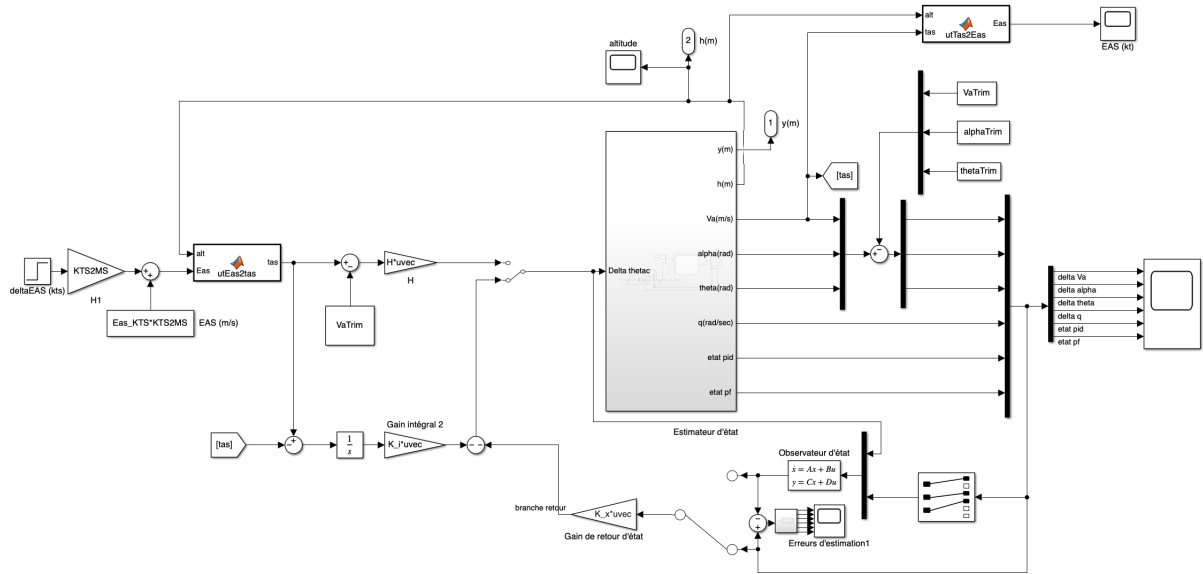 alt
tas
utTas2Eas
Eas
EAS (kt)
altitude
2
h(m)
VaTrim
alphaTrim
thetaTrim
1
y(m)
y(m)
h(m)
[tas]
Va(m/s)
alpha(rad)
theta(rad)
q(rad/sec)
etat pid
etat pf
Delta thetac
deltaEAS (kts)
KTS2MS
H1
Eas_KTS*KTS2MS
EAS (m/s)
alt
Eas
utEas2tas
tas
H*uvec
H
VaTrim
delta Va
delta alpha
delta theta
delta q
etat pid
etat pf
[tas]
1
s
Gain intégral 2
K_i*uvec
Estimateur d'état
Observateur d'état
ẋ = Ax + Bu
y = Cx + Du
branche retour
K_x*uvec
Gain de retour d'état
Erreurs d'estimation1